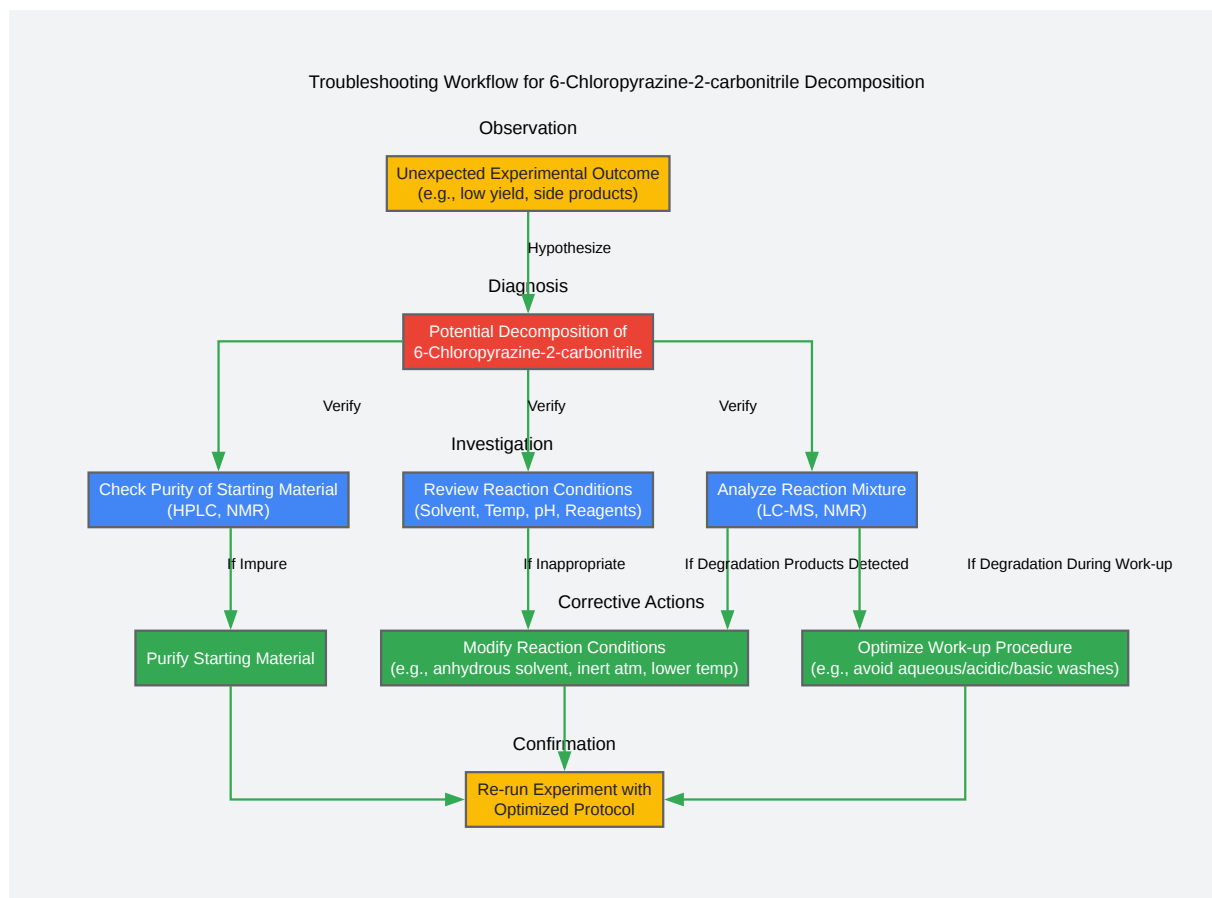 Troubleshooting Workflow for 6-Chloropyrazine-2-carbonitrile Decomposition
Observation
Unexpected Experimental Outcome
(e.g., low yield, side products)
Hypothesize
Diagnosis
Potential Decomposition of
6-Chloropyrazine-2-carbonitrile
Verify
Verify
Verify
Investigation
Check Purity of Starting Material
(HPLC, NMR)
Review Reaction Conditions
(Solvent, Temp, pH, Reagents)
Analyze Reaction Mixture
(LC-MS, NMR)
If Impure
If Inappropriate
If Degradation Products Detected
If Degradation During Work-up
Corrective Actions
Purify Starting Material
Modify Reaction Conditions
(e.g., anhydrous solvent, inert atm, lower temp)
Optimize Work-up Procedure
(e.g., avoid aqueous/acidic/basic washes)
Confirmation
Re-run Experiment with
Optimized Protocol